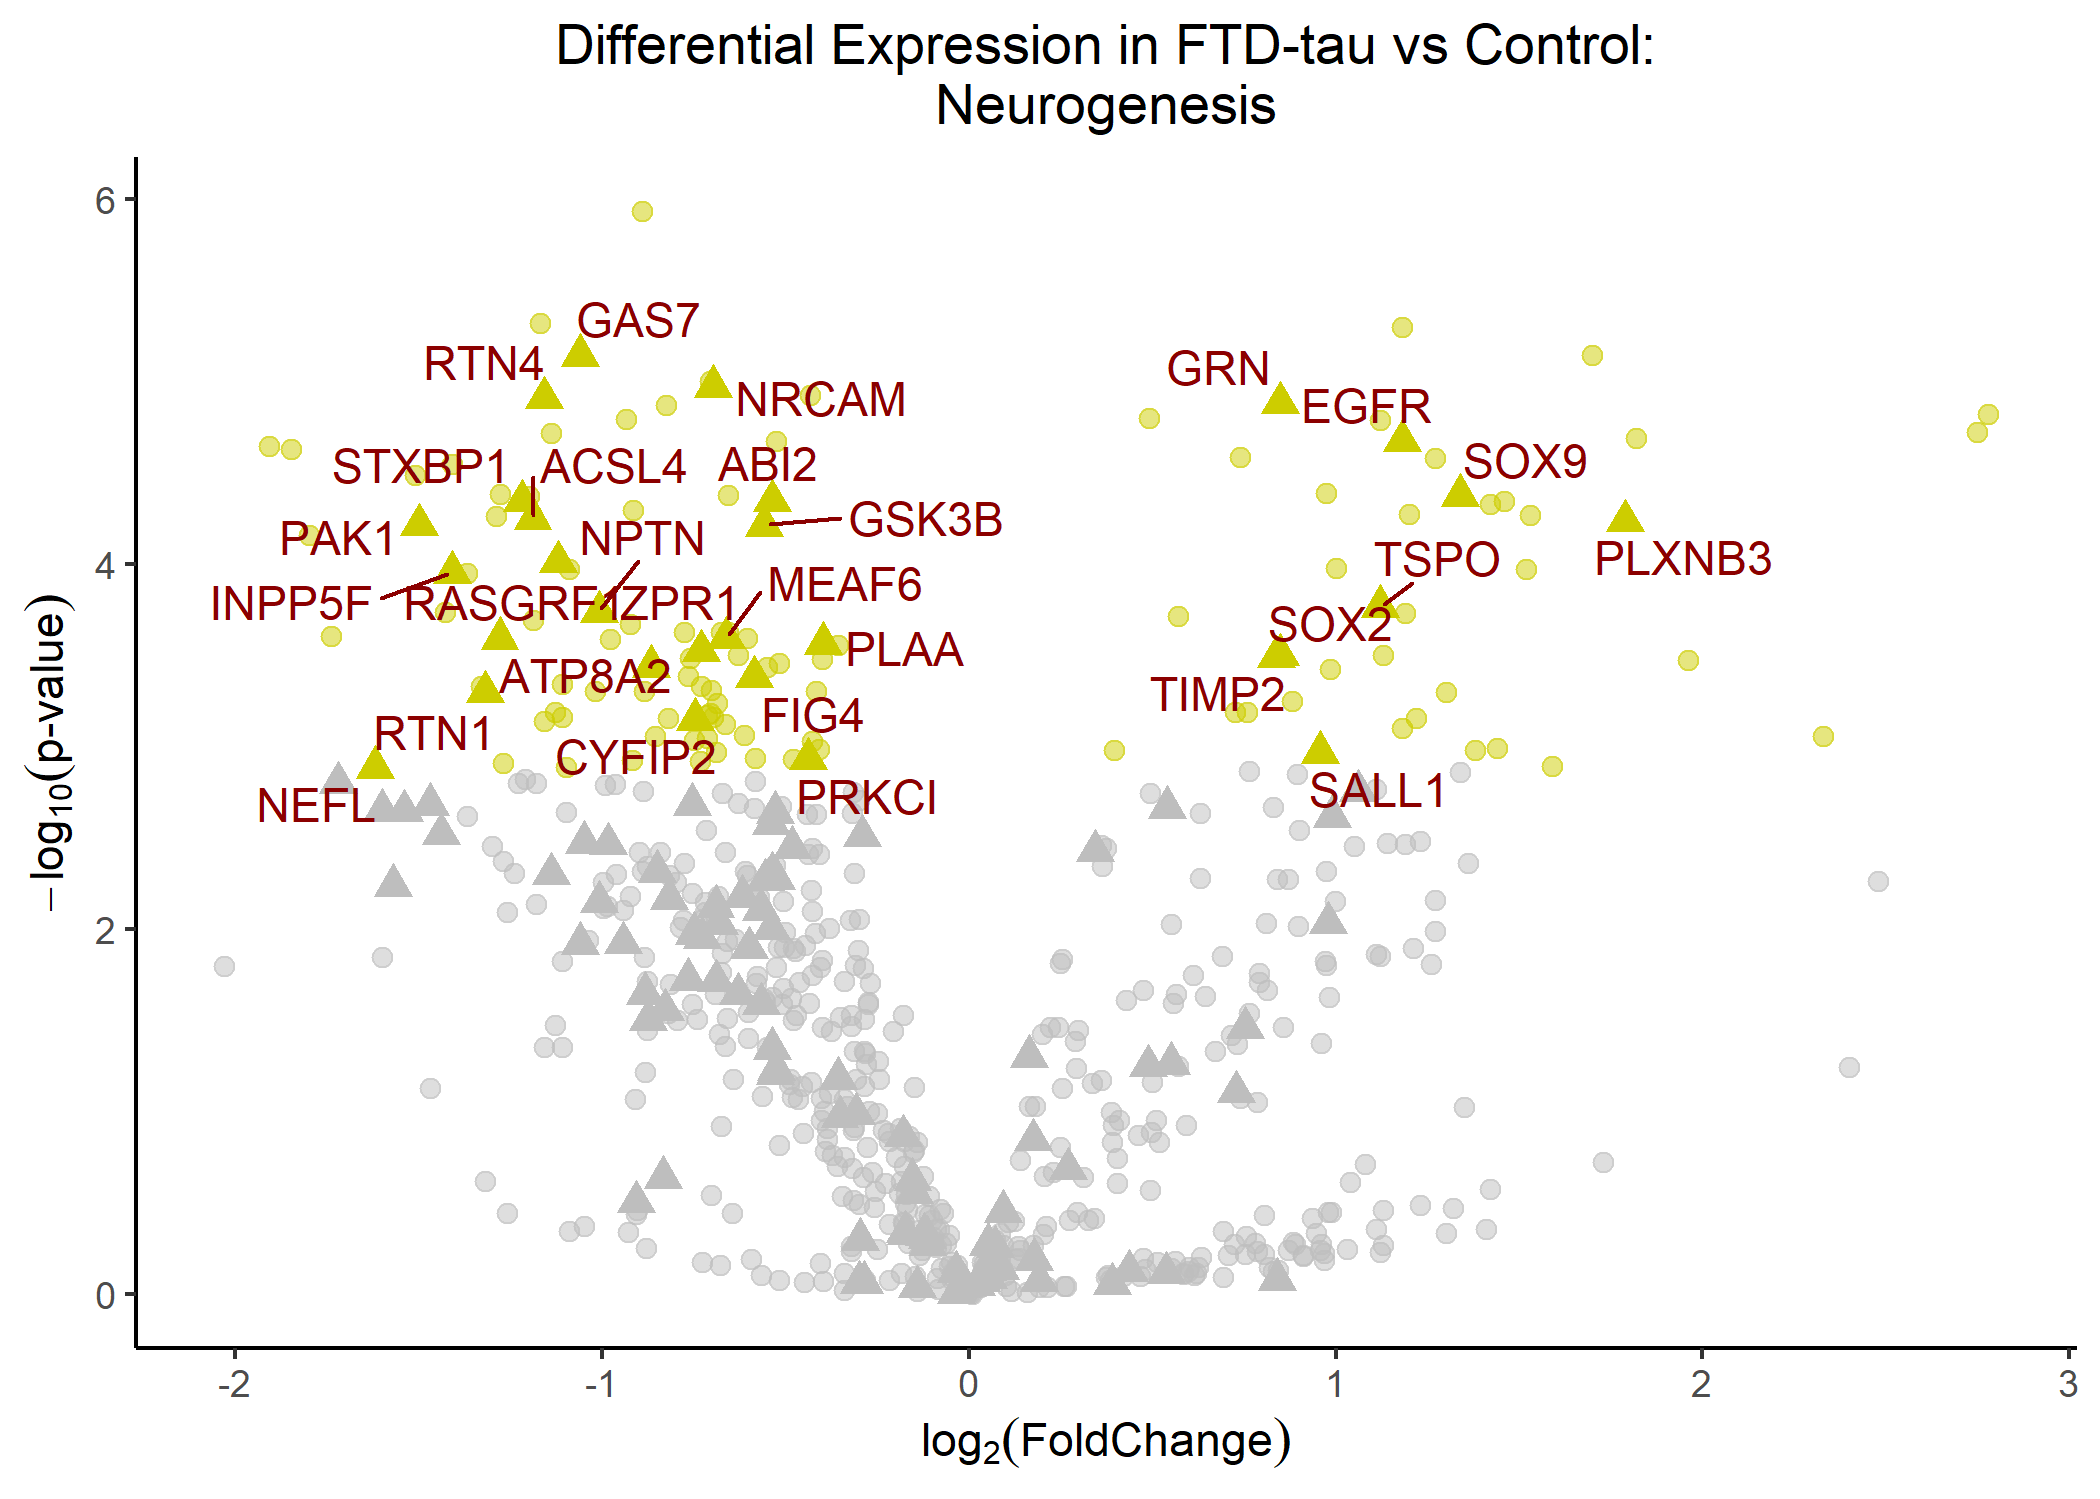 Differential Expression in FTD-tau vs Control:
Neurogenesis
6
GAS7
RTN4
GRN
NRCAM
EGFR
STXBP1
ACSL4
ABI2
SOX9
PAK1
NPTN
GSK3B
TSPO
PLXNB3
4
INPP5F
RASGRF1
ZPR1
MEAF6
SOX2
PLAA
ATP8A2
TIMP2
RTN1
FIG4
CYFIP2
NEFL
PRKCI
SALL1
2
0
−log10(p-value)
-2 -1 0 1 2 3
log2(FoldChange)